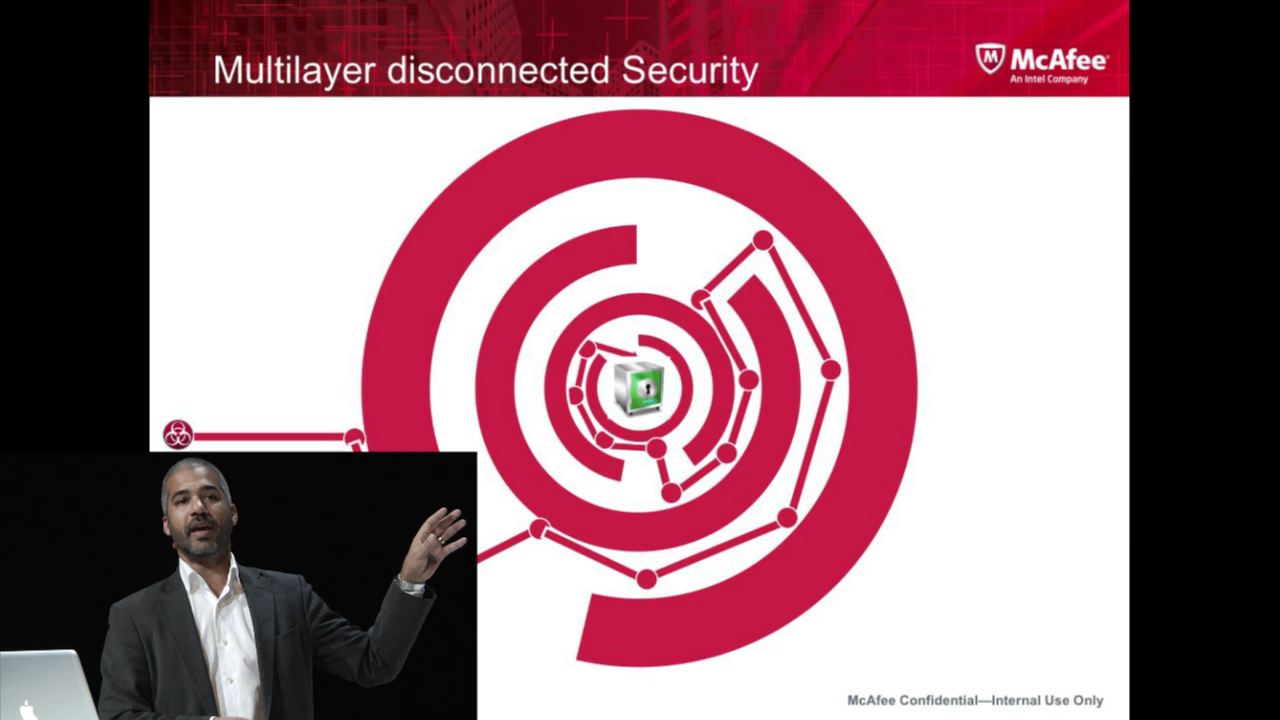 Multilayer disconnected Security
McAfee
An Intel Company
McAfee Confidential—Internal Use Only